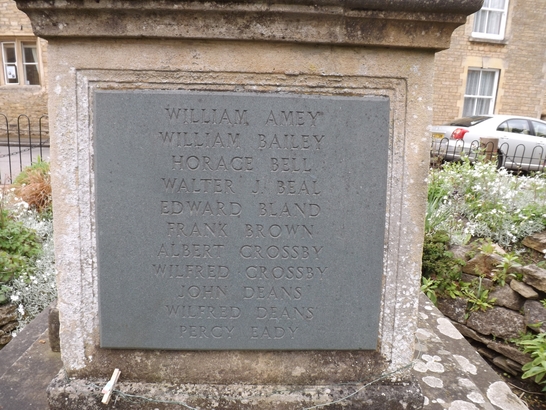 WILLIAM AMEY
WILLIAM BAILEY
HORACE BELL
WALTER J. BEAL
EDWARD BLAND
FRANK BROWN
ALBERT CROSSBY
WILFRED CROSSBY
JOHN DEANS
WILFRED DEANS
PERCY EADY